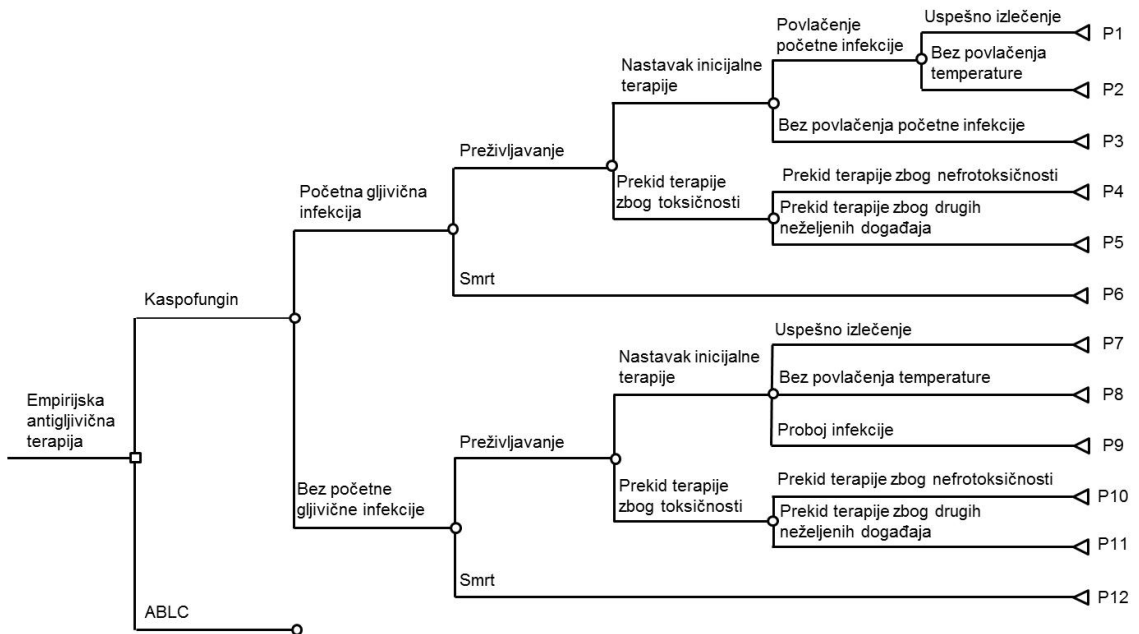 Uspešno izlečenje
P1
Povlačenje
početne infekcije
Bez povlačenja
temperature
P2
Nastavak inicijalne
terapije
Bez povlačenja početne infekcije
P3
Preživljavanje
Prekid terapije zbog nefrotoksičnosti
P4
Prekid terapije
zbog toksičnosti
Prekid terapije zbog drugih
neželjenih događaja
P5
Početna gljivična
infekcija
Smrt
P6
Kaspofungin
Uspešno izlečenje
P7
Nastavak inicijalne
terapije
Bez povlačenja temperature
P8
Empirijska
antigljivična
terapija
Proboj infekcije
P9
Preživljavanje
Prekid terapije zbog nefrotoksičnosti
P10
Bez početne
gljivične infekcije
Prekid terapije
zbog toksičnosti
Prekid terapije zbog drugih
neželjenih događaja
P11
Smrt
P12
ABLC